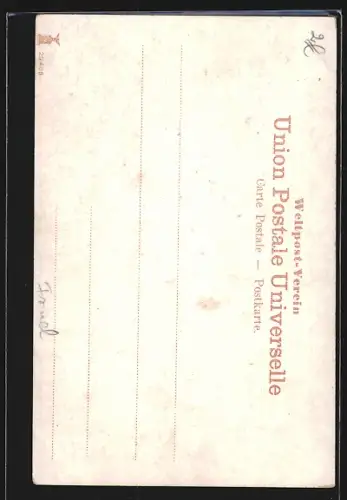 Weltpost-Verein
Union Postale Universelle
Carte Postale — Postkarte.